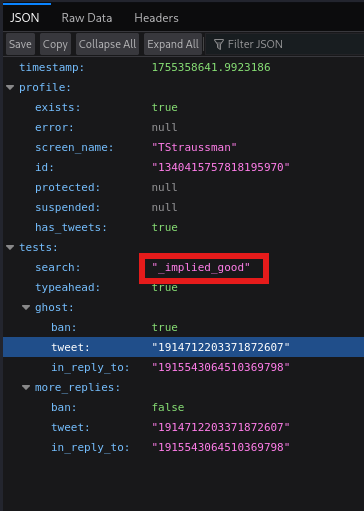 JSON Raw Data Headers
Save Copy Collapse All Expand All Filter JSON
timestamp: 1755358641.9923186
profile:
exists: true
error: null
screen_name: "TStraussman"
id: "1340415757818195970"
protected: null
suspended: null
has_tweets: true
tests:
search: "_implied_good"
typeahead: true
ghost:
ban: true
tweet: "1914712203371872607"
in_reply_to: "1915543064510369798"
more_replies:
ban: false
tweet: "1914712203371872607"
in_reply_to: "1915543064510369798"